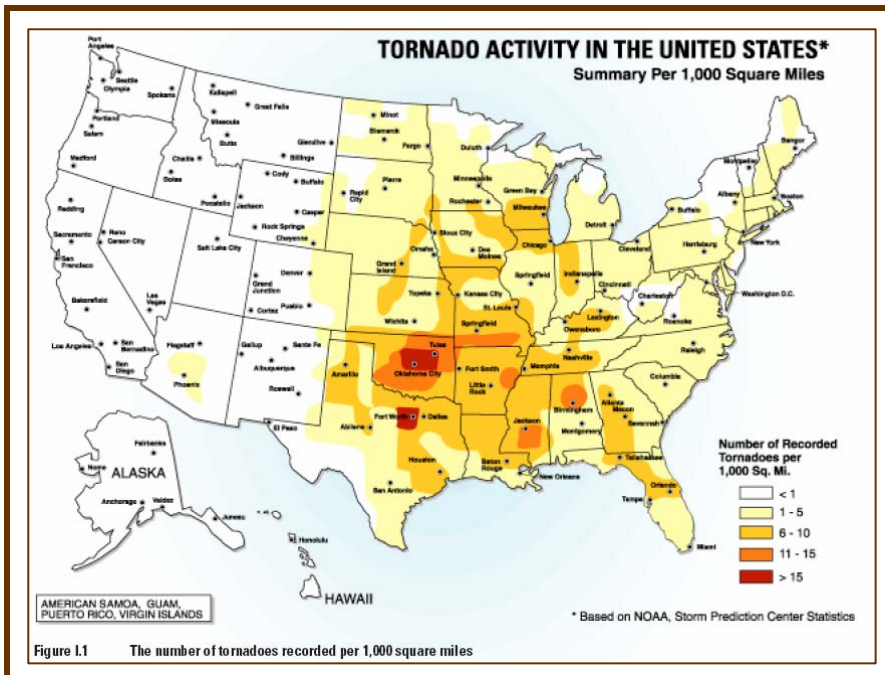 TORNADO ACTIVITY IN THE UNITED STATES*
Summary Per 1,000 Square Miles
Port
Angeles
Seattle
Olympia
Spokane
Kalispell
Great Falls
Missoula
Butte
Glendive
Billings
Minot
Bismarck
Fargo
Duluth
Portland
Salem
Medford
Challis
Boise
Pocatello
Cody
Buffalo
Jackson
Casper
Rock Springs
Cheyenne
Rapid
City
Pierre
Minneapolis
Rochester
Green Bay
Milwaukee
Montpelier
Bangor
Albany
Boston
Buffalo
Detroit
New York
Redding
Reno
Carson City
Sacramento
San
Francisco
Salt Lake City
Sioux City
Omaha
Des
Moines
Grand
Island
Chicago
Cleveland
Harrisburg
Denver
Grand
Junction
Pueblo
Cortez
Springfield
Indianapolis
Cincinnati
Washington D.C.
Bakersfield
Las
Vegas
Topeka
Kansas City
St. Louis
Charleston
Lexington
Roanoke
Wichita
Springfield
Owensboro
Los Angeles
San
Bernardino
San
Diego
Flagstaff
Phoenix
Gallup
Santa Fe
Albuquerque
Roswell
Tulsa
Oklahoma City
Amarillo
Fort Smith
Little
Rock
Memphis
Nashville
Raleigh
Columbia
El Paso
Abilene
Fort Worth
Dallas
Jackson
Birmingham
Montgomery
Atlanta
Macon
Savannah
Houston
San Antonio
Baton
Rouge
New Orleans
Tallahassee
Orlando
Tampa
Miami
Fairbanks
Nome
ALASKA
Anchorage
Valdez
Juneau
Honolulu
HAWAII
Number of Recorded
Tornadoes per
1,000 Sq. Mi.
< 1
1 - 5
6 - 10
11 - 15
> 15
AMERICAN SAMOA, GUAM,
PUERTO RICO, VIRGIN ISLANDS
* Based on NOAA, Storm Prediction Center Statistics
Figure I.1 The number of tornadoes recorded per 1,000 square miles